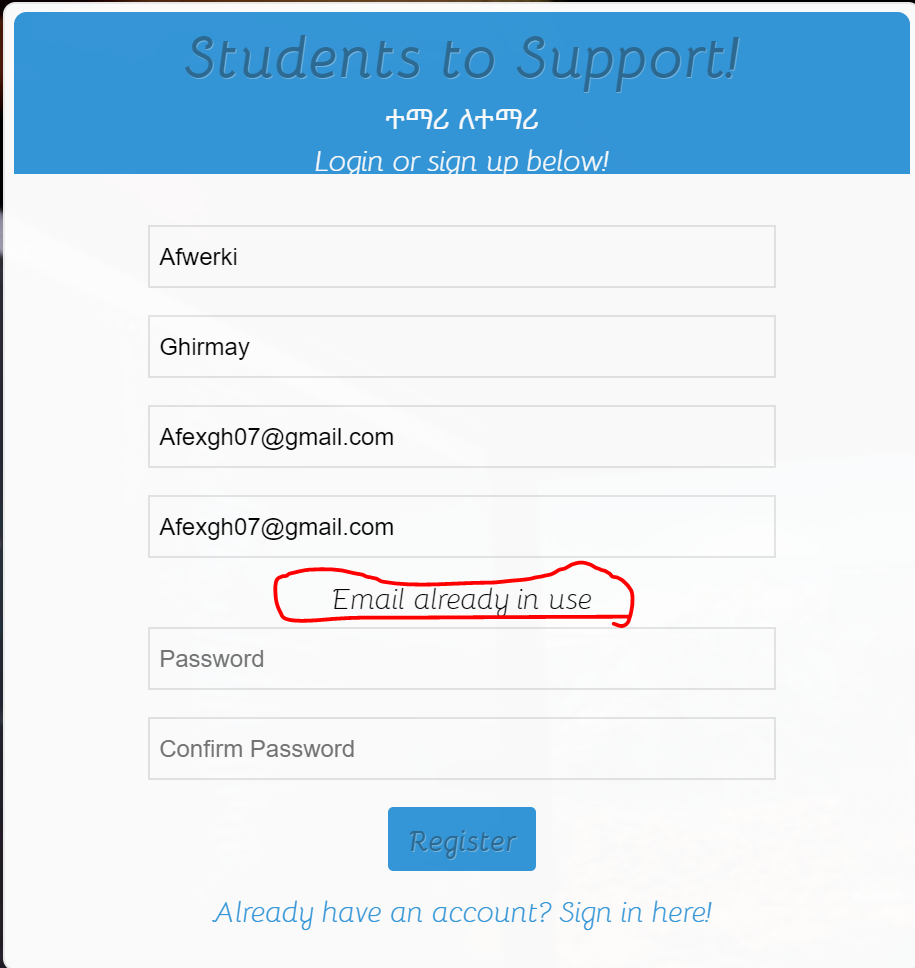 Students to Support!
ተማሪ ለተማሪ
Login or sign up below!
Afwerki
Ghirmay
Afexgh07@gmail.com
Afexgh07@gmail.com
Email already in use
Password
Confirm Password
Register
Already have an account? Sign in here!